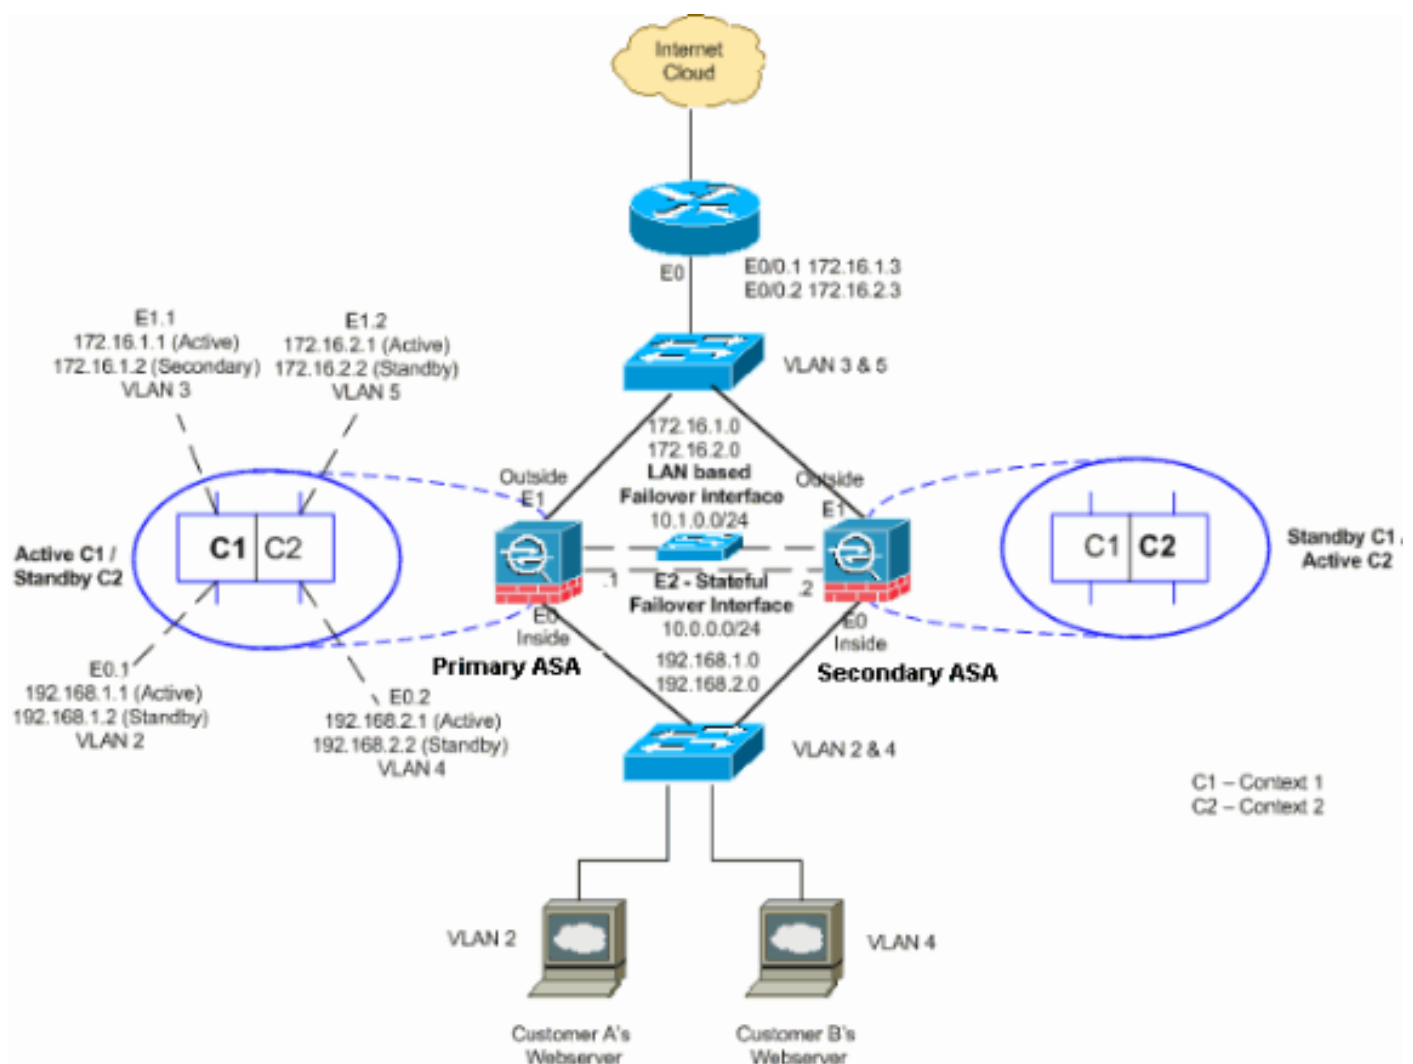 Internet
Cloud
E0
E0/0.1 172.16.1.3
E0/0.2 172.16.2.3
VLAN 3 & 5
E1.1
172.16.1.1 (Active)
172.16.1.2 (Secondary)
VLAN 3
E1.2
172.16.2.1 (Active)
172.16.2.2 (Standby)
VLAN 5
172.16.1.0
172.16.2.0
LAN based
Failover interface
10.1.0.0/24
Outside
E1
Outside
E1
Active C1 /
Standby C2
C1
C2
.1
.2
E2 - Stateful
Failover Interface
10.0.0.0/24
C1
C2
Standby C1 /
Active C2
E0
Inside
E0
Inside
Primary ASA
Secondary ASA
192.168.1.0
192.168.2.0
E0.1
192.168.1.1 (Active)
192.168.1.2 (Standby)
VLAN 2
E0.2
192.168.2.1 (Active)
192.168.2.2 (Standby)
VLAN 4
VLAN 2 & 4
C1 – Context 1
C2 – Context 2
VLAN 2
VLAN 4
Customer A's
Webserver
Customer B's
Webserver